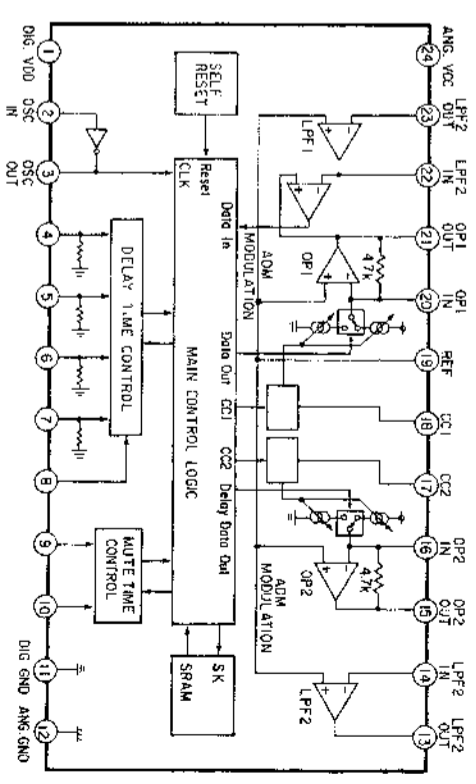 24
23
22
21
20
19
18
17
16
15
14
13
ANG. VCC
LPF2 OUT
LPF2 IN
OP1 OUT
OP1 IN
REF
CC1
CC2
OP2 IN
OP2 OUT
LPF2 IN
LPF2 OUT
LPF1
OP1
4.7k
4.7k
OP2
LPF2
ADM MODULATION
ADM MODULATION
SELF RESET
Reset
CLK
Data In
Data Out
CC1
CC2
Delay Data Out
MAIN CONTROL LOGIC
DELAY TIME CONTROL
MUTE TIME CONTROL
SK SRAM
1
2
3
4
5
6
7
8
9
10
11
12
DIG. VDD
OSC IN
OSC OUT
DIG GND
ANG. GND